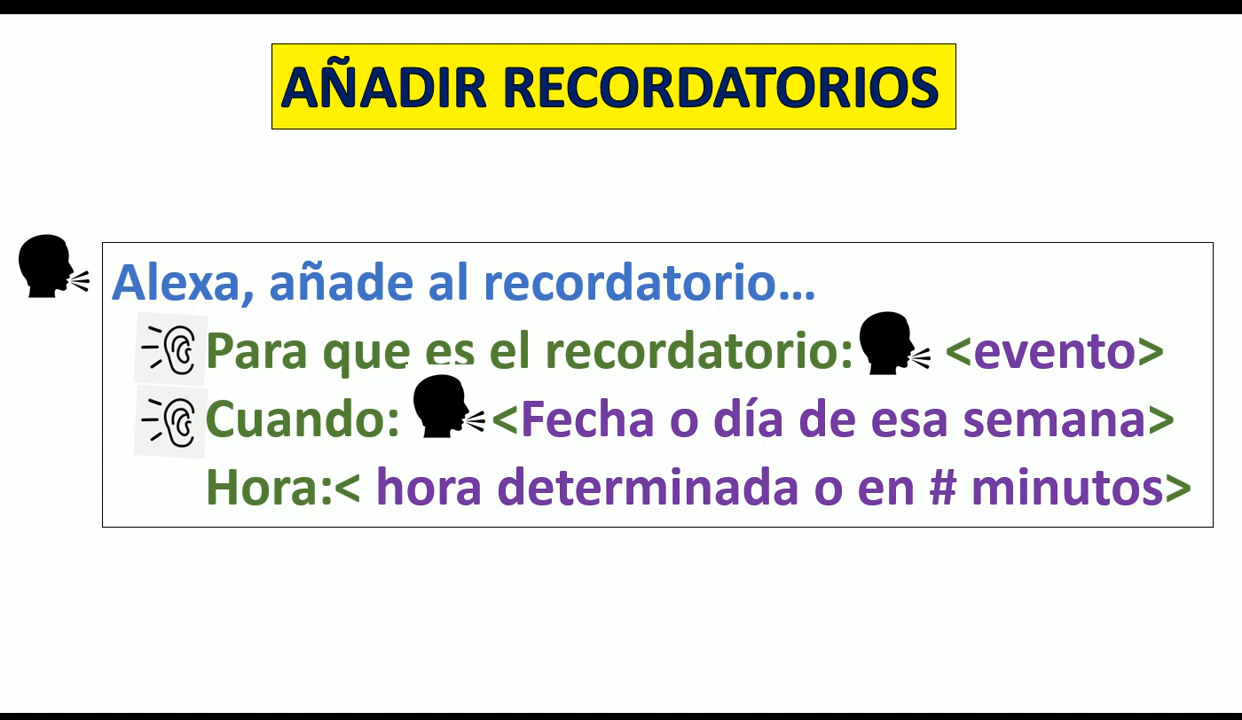 AÑADIR RECORDATORIOS
Alexa, añade al recordatorio...
Para que es el recordatorio: <evento>
Cuando: <Fecha o día de esa semana>
Hora:< hora determinada o en # minutos>